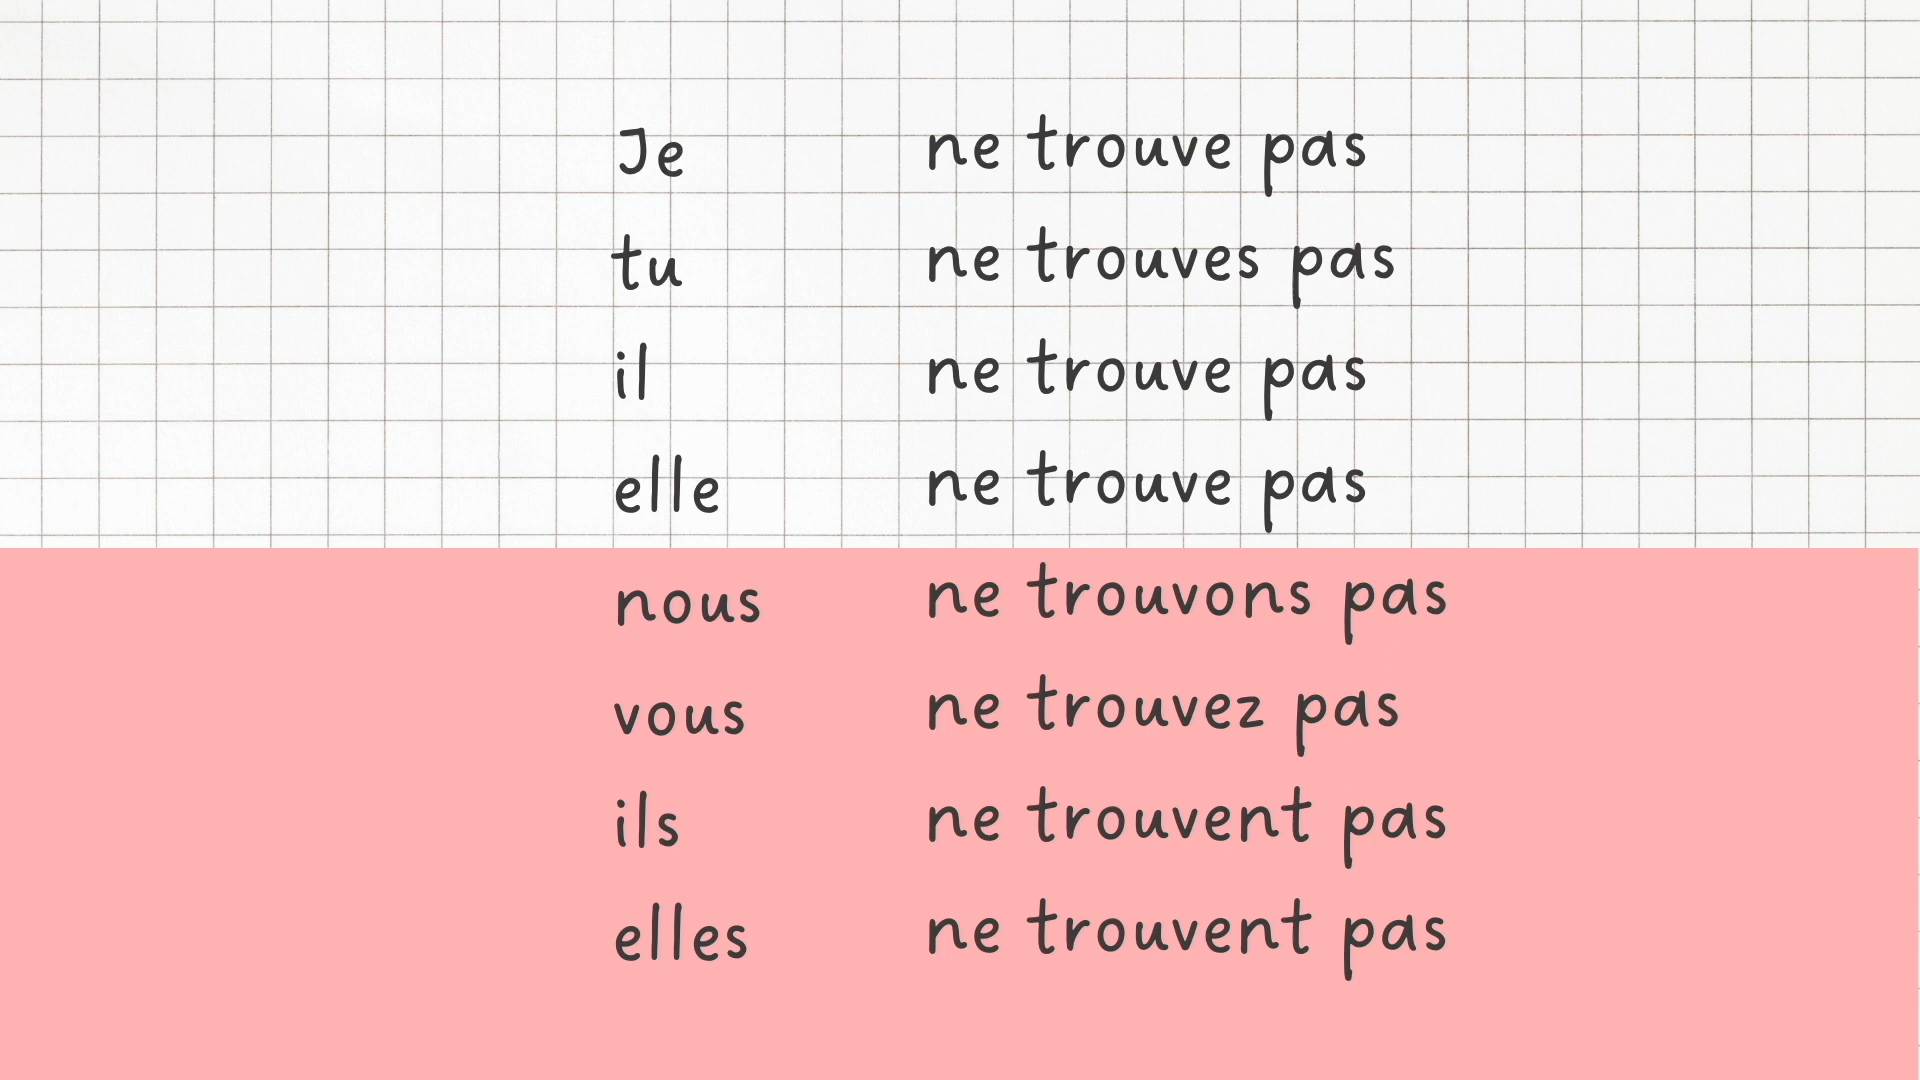 Je ne trouve pas
tu ne trouves pas
il ne trouve pas
elle ne trouve pas
nous ne trouvons pas
vous ne trouvez pas
ils ne trouvent pas
elles ne trouvent pas